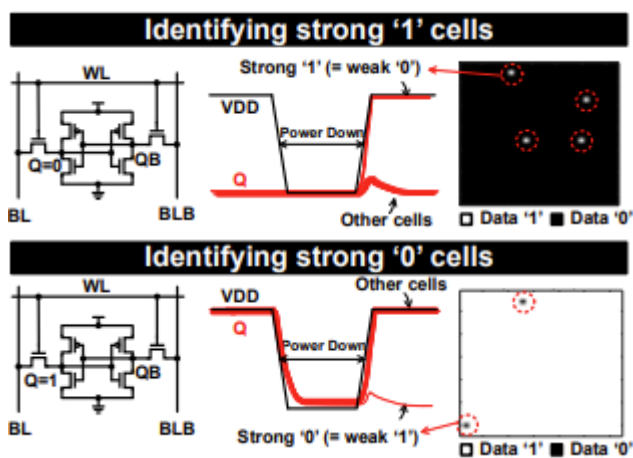 Identifying strong ‘1’ cells
WL
Q=0
QB
BL
BLB
Strong ‘1’ (= weak ‘0’)
VDD
Power Down
Q
Other cells
Data ‘1’ Data ‘0’
Identifying strong ‘0’ cells
WL
Q=1
QB
BL
BLB
Other cells
VDD
Q
Power Down
Strong ‘0’ (= weak ‘1’)
Data ‘1’ Data ‘0’